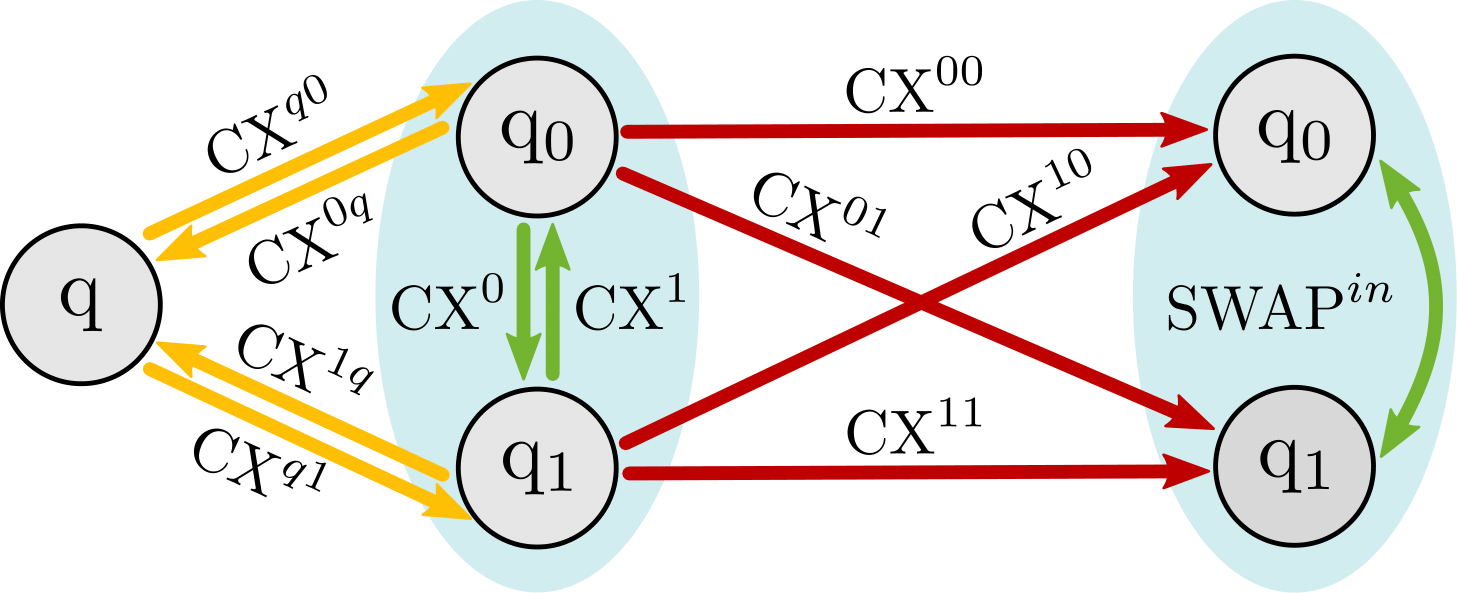 CX^{q0}
CX^{0q}
q
CX^{1q}
CX^{q1}
q_0
CX^0
CX^1
q_1
CX^{00}
CX^{01}
CX^{10}
CX^{11}
q_0
SWAP^{in}
q_1